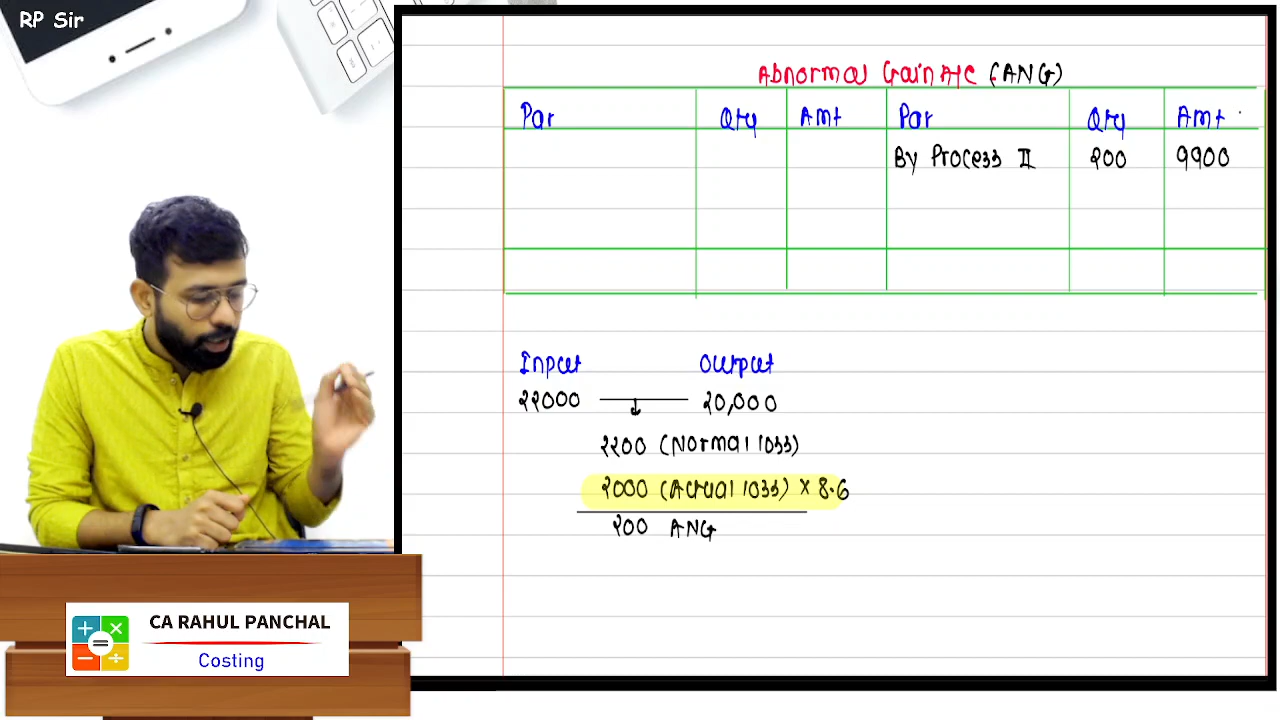 RP Sir
Abnormal Gain A/C (ANG)
Par Qty Amt Par Qty Amt
By Process II 200 9900
Input Output
22000 20,000
2200 (Normal loss)
2000 (Actual loss) × 8.6
200 ANG
CA RAHUL PANCHAL
Costing